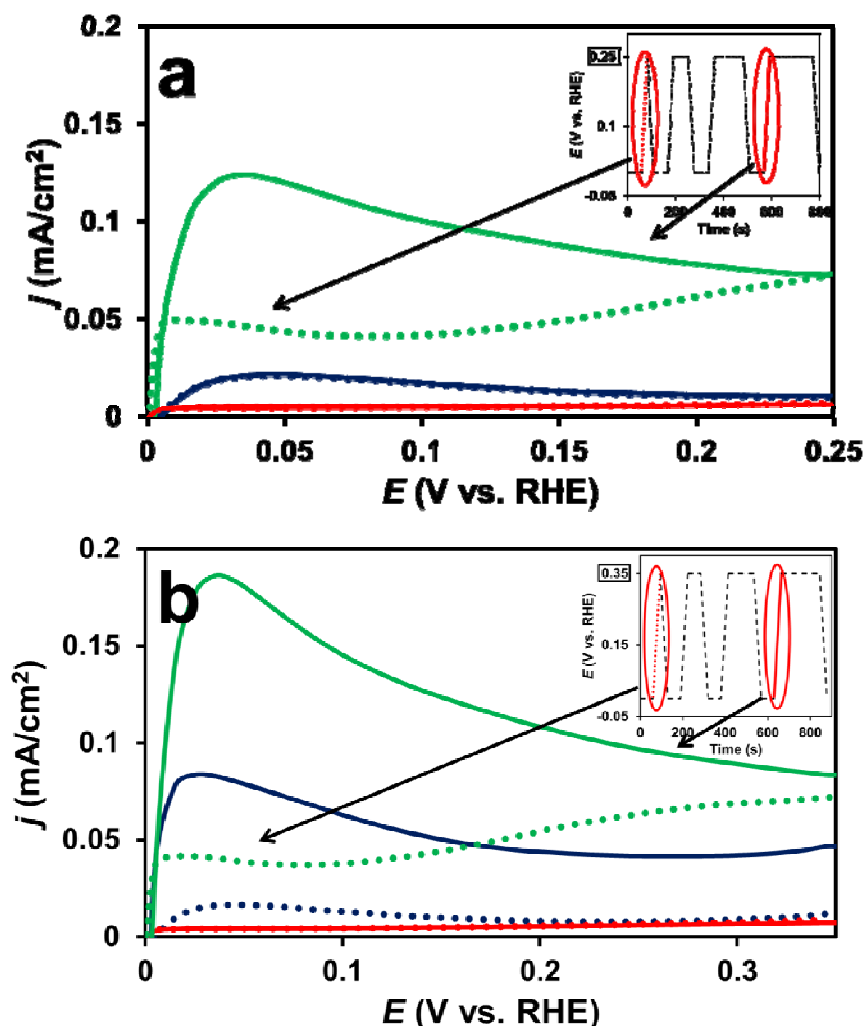 0.2
0.15
0.1
0.05
0
j (mA/cm²)
a
0 0.05 0.1 0.15 0.2 0.25
E (V vs. RHE)
0.25
0.1
-0.05
E (V vs. RHE)
0 200 400 600 800
Time (s)
0.2
0.15
0.1
0.05
0
j (mA/cm²)
b
0 0.1 0.2 0.3
E (V vs. RHE)
0.35
0.15
-0.05
E (V vs. RHE)
0 200 400 600 800
Time (s)